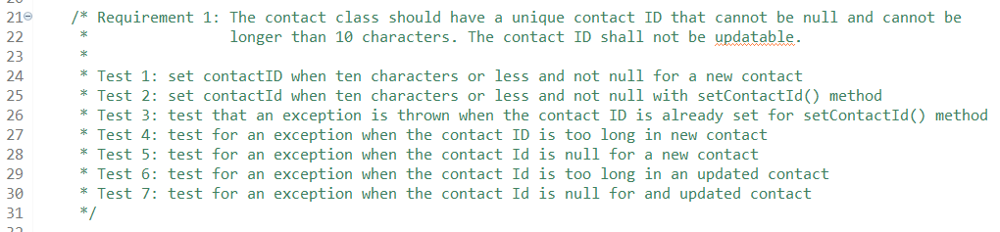 21 /* Requirement 1: The contact class should have a unique contact ID that cannot be null and cannot be
22 * longer than 10 characters. The contact ID shall not be updatable.
23 *
24 * Test 1: set contactID when ten characters or less and not null for a new contact
25 * Test 2: set contactId when ten characters or less and not null with setContactId() method
26 * Test 3: test that an exception is thrown when the contact ID is already set for setContactId() method
27 * Test 4: test for an exception when the contact ID is too long in new contact
28 * Test 5: test for an exception when the contact Id is null for a new contact
29 * Test 6: test for an exception when the contact Id is too long in an updated contact
30 * Test 7: test for an exception when the contact Id is null for and updated contact
31 */